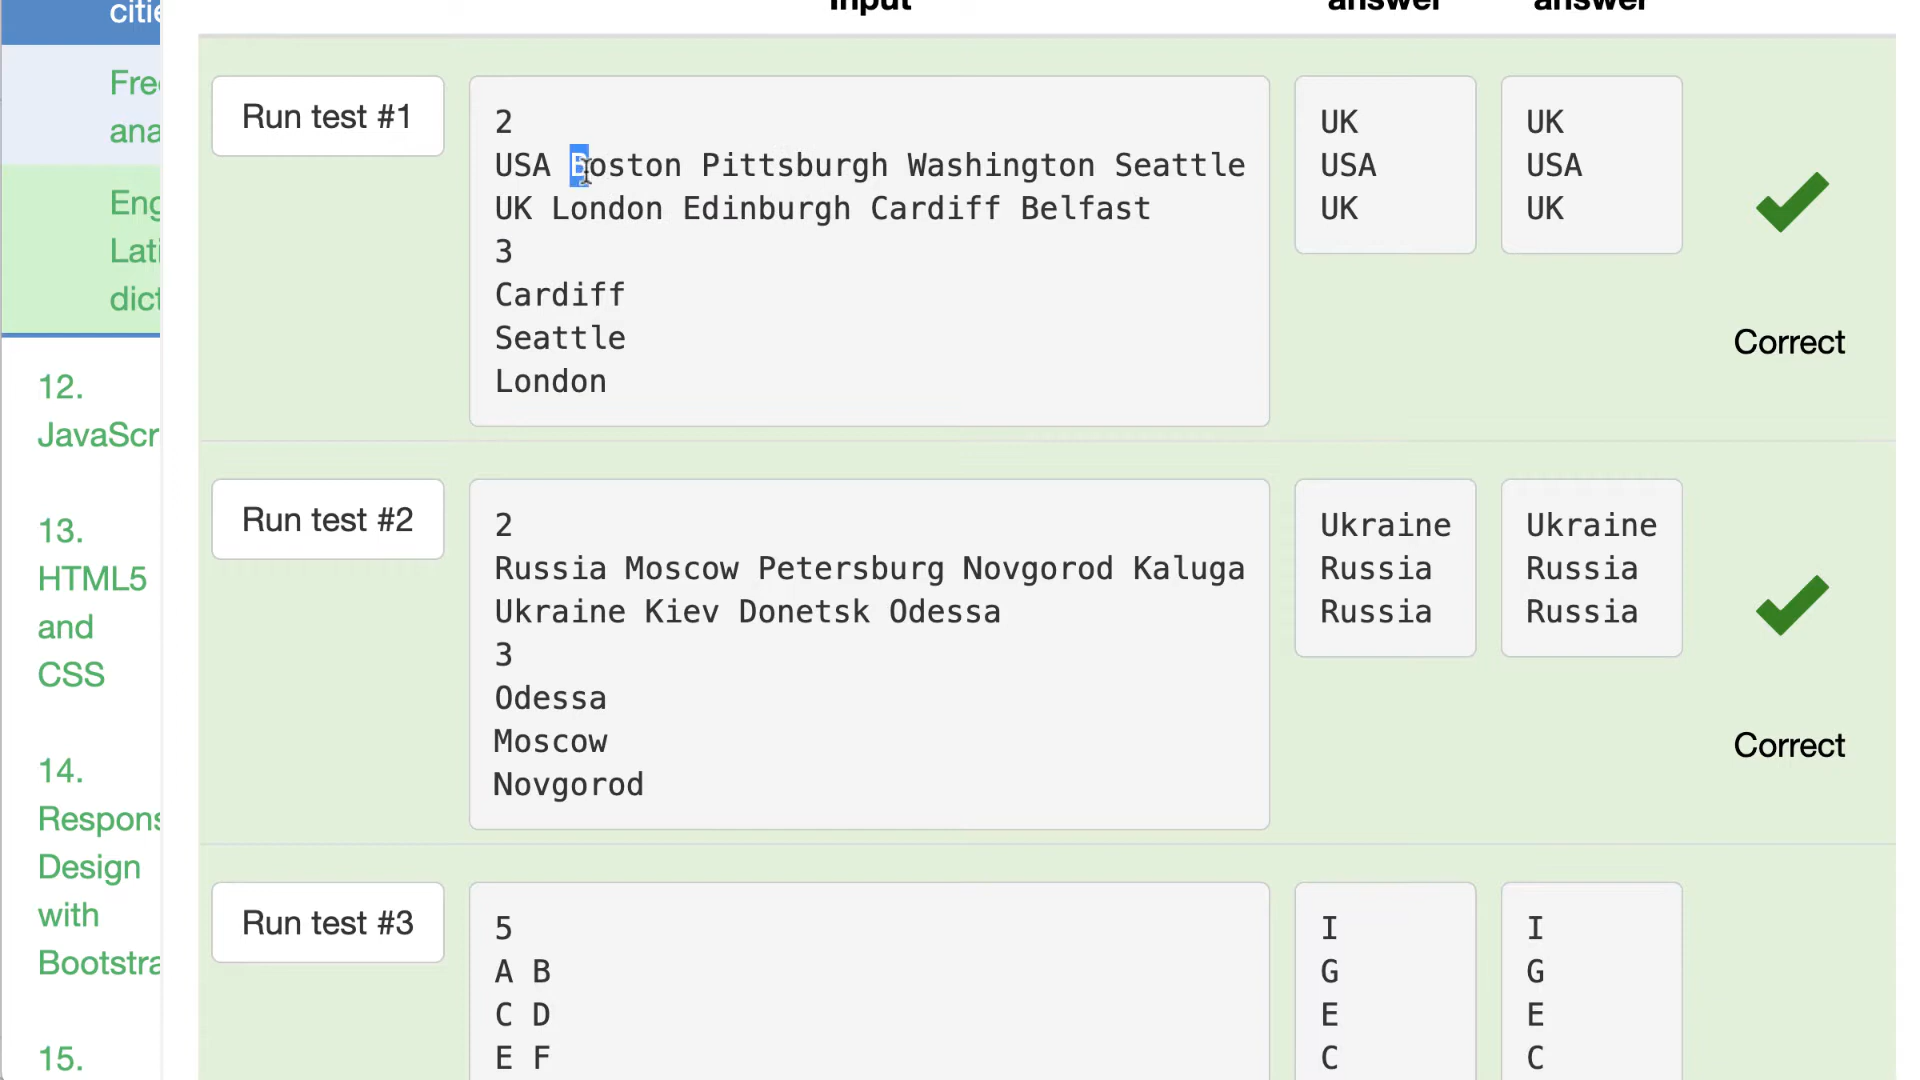 Input answer answer
Run test #1
2
USA Boston Pittsburgh Washington Seattle
UK London Edinburgh Cardiff Belfast
3
Cardiff
Seattle
London
UK
USA
UK
UK
USA
UK
Correct
Run test #2
2
Russia Moscow Petersburg Novgorod Kaluga
Ukraine Kiev Donetsk Odessa
3
Odessa
Moscow
Novgorod
Ukraine
Russia
Russia
Ukraine
Russia
Russia
Correct
Run test #3
5
A B
C D
E F
I
G
E
C
I
G
E
C
12.
13.
HTML5
and
CSS
14.
Design
with
15.